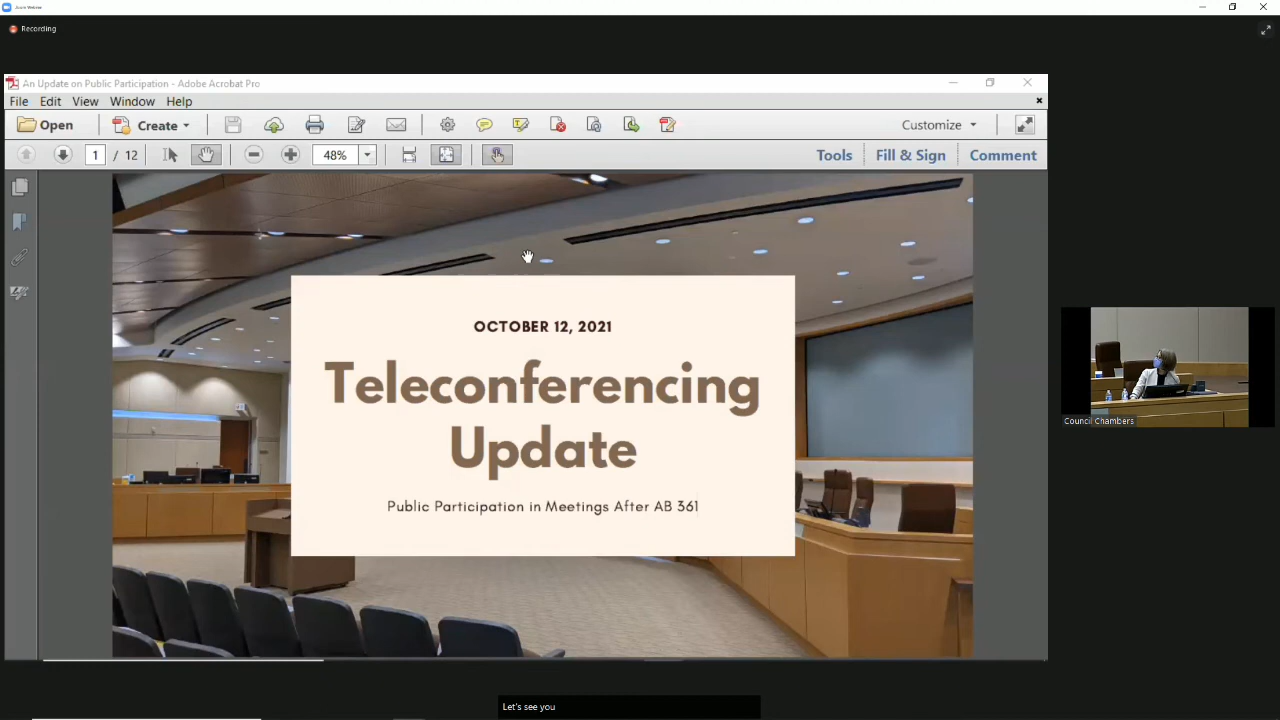 Zoom Webinar
Recording
An Update on Public Participation - Adobe Acrobat Pro
File Edit View Window Help
Open Create Customize
1 / 12 48% Tools Fill & Sign Comment
OCTOBER 12, 2021
Teleconferencing
Update
Public Participation in Meetings After AB 361
Council Chambers
Let's see you